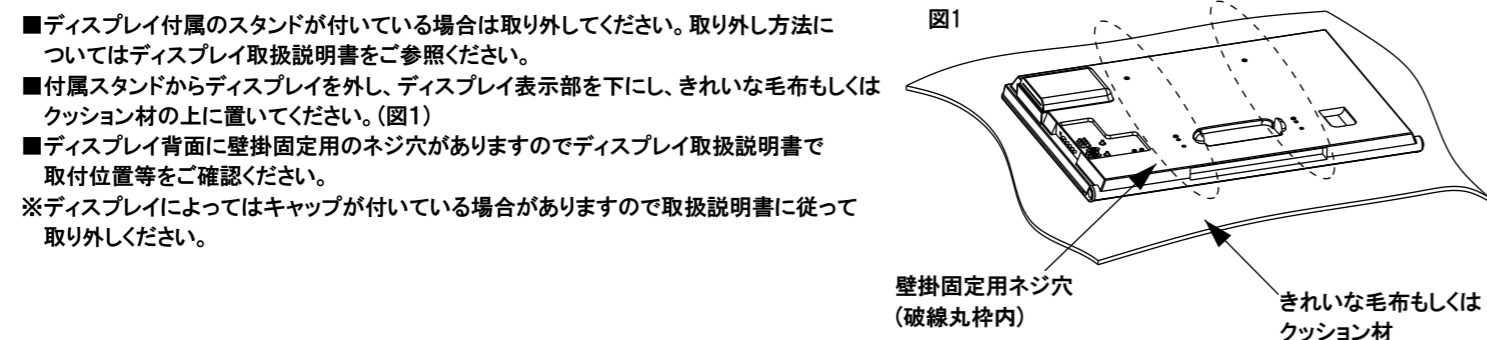 ■ディスプレイ付属のスタンドが付いている場合は取り外してください。取り外し方法に
ついてはディスプレイ取扱説明書をご参照ください。
■付属スタンドからディスプレイを外し、ディスプレイ表示部を下にし、きれいな毛布もしくは
クッション材の上に置いてください。(図1)
■ディスプレイ背面に壁掛固定用のネジ穴がありますのでディスプレイ取扱説明書で
取付位置等をご確認ください。
※ディスプレイによってはキャップが付いている場合がありますので取扱説明書に従って
取り外しください。
図1
壁掛固定用ネジ穴
(破線丸枠内)
きれいな毛布もしくは
クッション材